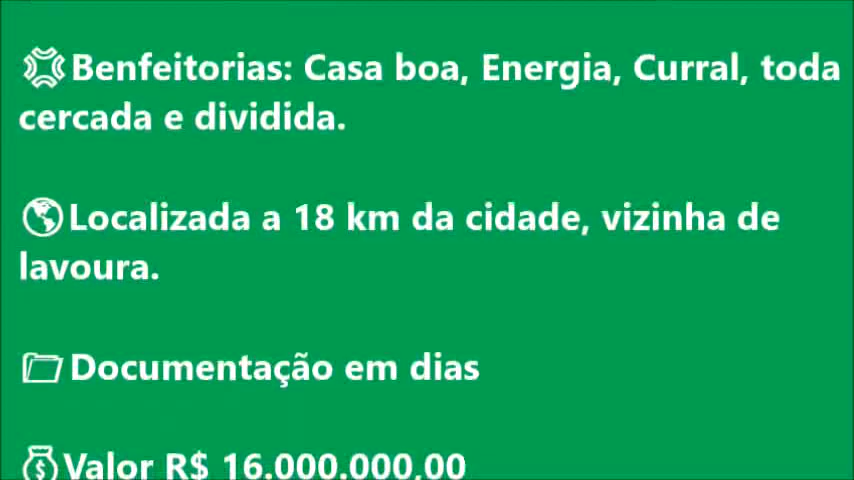 Benfeitorias: Casa boa, Energia, Curral, toda
cercada e dividida.
Localizada a 18 km da cidade, vizinha de
lavoura.
Documentação em dias
Valor R$ 16.000.000,00